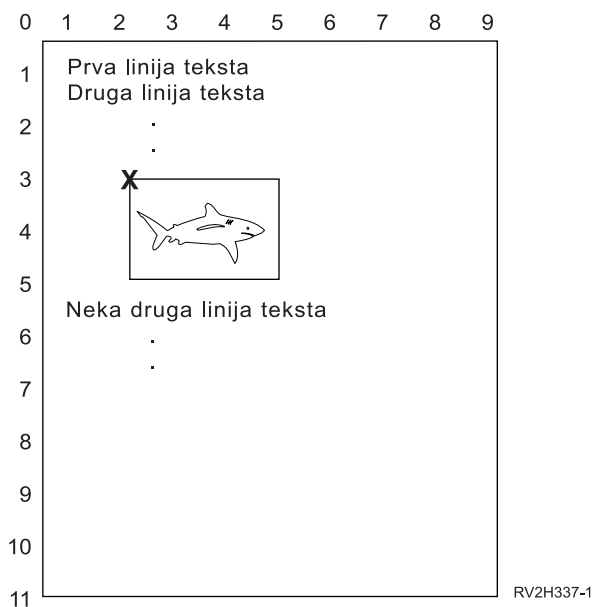 0 1 2 3 4 5 6 7 8 9
1
Prva linija teksta
Druga linija teksta
2
.
.
3
X
4
5
Neka druga linija teksta
6
.
.
7
8
9
10
11
RV2H337-1